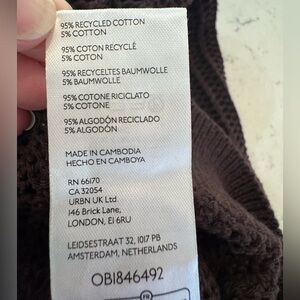 95% RECYCLED COTTON
5% COTTON
95% COTON RECYCLÉ
5% COTON
95% RECYCELTES BAUMWOLLE
5% BAUMWOLLE
95% COTONE RICICLATO
5% COTONE
95% ALGODÓN RECICLADO
5% ALGODÓN
MADE IN CAMBODIA
HECHO EN CAMBOYA
RN 66170
CA 32054
URBN UK Ltd.
146 Brick Lane,
LONDON, E1 6RU
LEIDSESTRAAT 32, 1017 PB
AMSTERDAM, NETHERLANDS
OB1846492